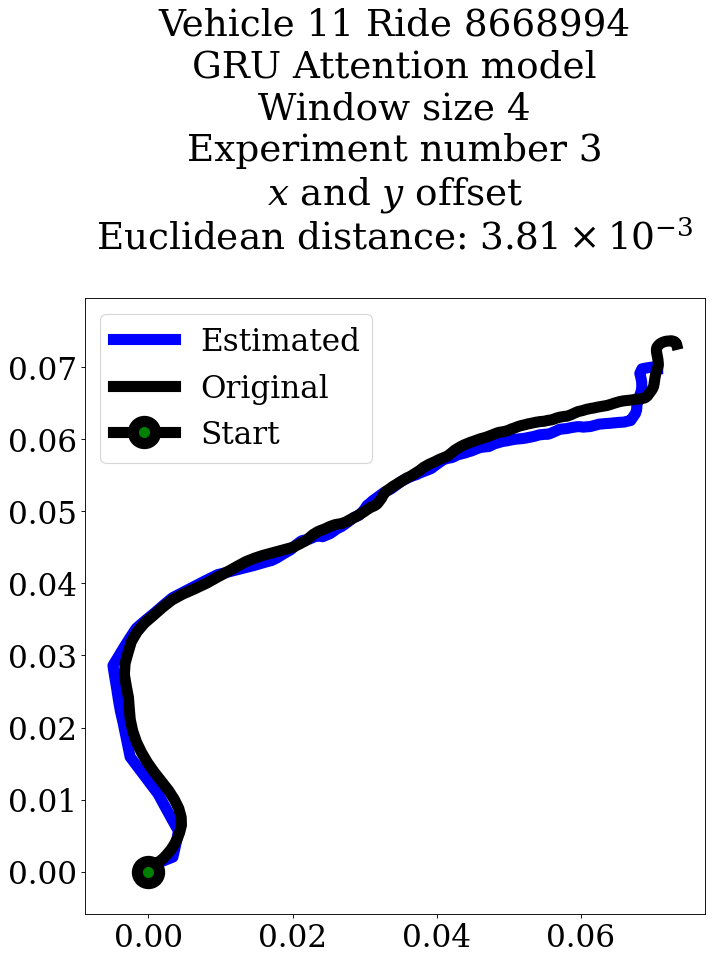 Vehicle 11 Ride 8668994
GRU Attention model
Window size 4
Experiment number 3
x and y offset
Euclidean distance: 3.81 × 10⁻³
Estimated
Original
Start
0.07
0.06
0.05
0.04
0.03
0.02
0.01
0.00
0.00 0.02 0.04 0.06